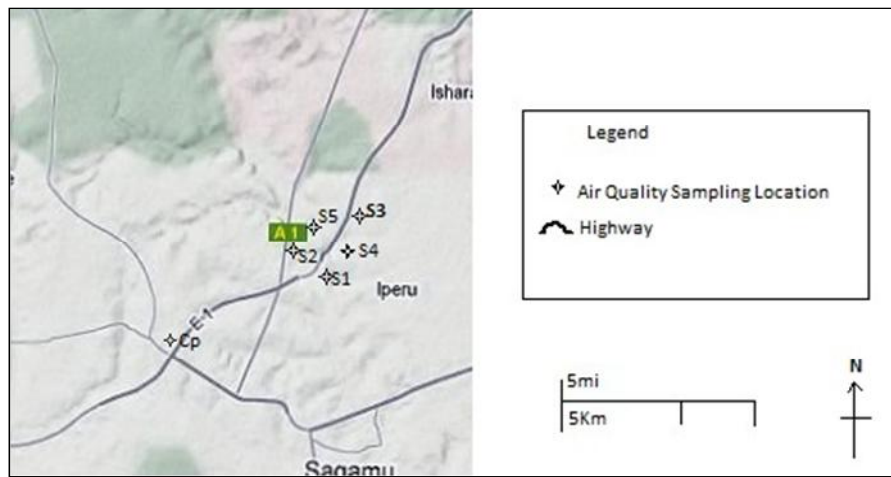 Ishara
S5
S3
A 1
S2
S4
S1
Iperu
E-1
Cp
Sagamu
Legend
Air Quality Sampling Location
Highway
5mi
5Km
N